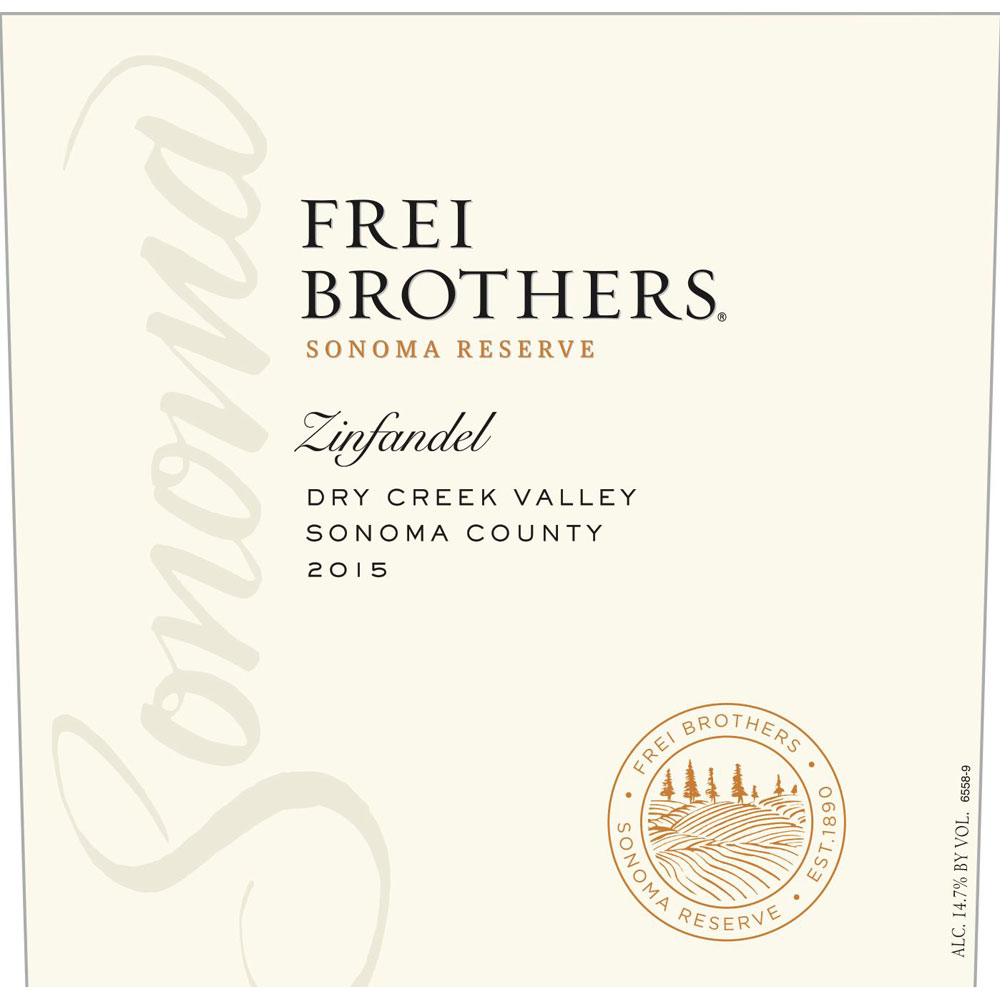 Sonoma
FREI
BROTHERS®
SONOMA RESERVE
Zinfandel
DRY CREEK VALLEY
SONOMA COUNTY
2015
• FREI BROTHERS •
EST.1890 •
SONOMA RESERVE
ALC. 14.7% BY VOL. 6558-9